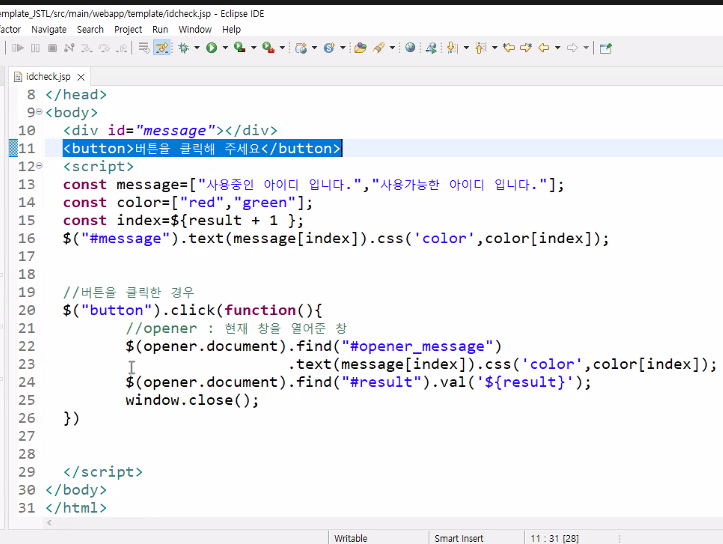 emplate_JSTL/src/main/webapp/template/idcheck.jsp - Eclipse IDE
factor Navigate Search Project Run Window Help
idcheck.jsp
8 </head>
9 <body>
10 <div id="message"></div>
11 <button>버튼을 클릭해 주세요</button>
12 <script>
13 const message=["사용중인 아이디 입니다.","사용가능한 아이디 입니다."];
14 const color=["red","green"];
15 const index=${result + 1 };
16 $("#message").text(message[index]).css('color',color[index]);
17
18
19 //버튼을 클릭한 경우
20 $("button").click(function(){
21 //opener : 현재 창을 열어준 창
22 $(opener.document).find("#opener_message")
23 .text(message[index]).css('color',color[index]);
24 $(opener.document).find("#result").val('${result}');
25 window.close();
26 })
27
28
29 </script>
30 </body>
31 </html>
Writable Smart Insert 11 : 31 [28]